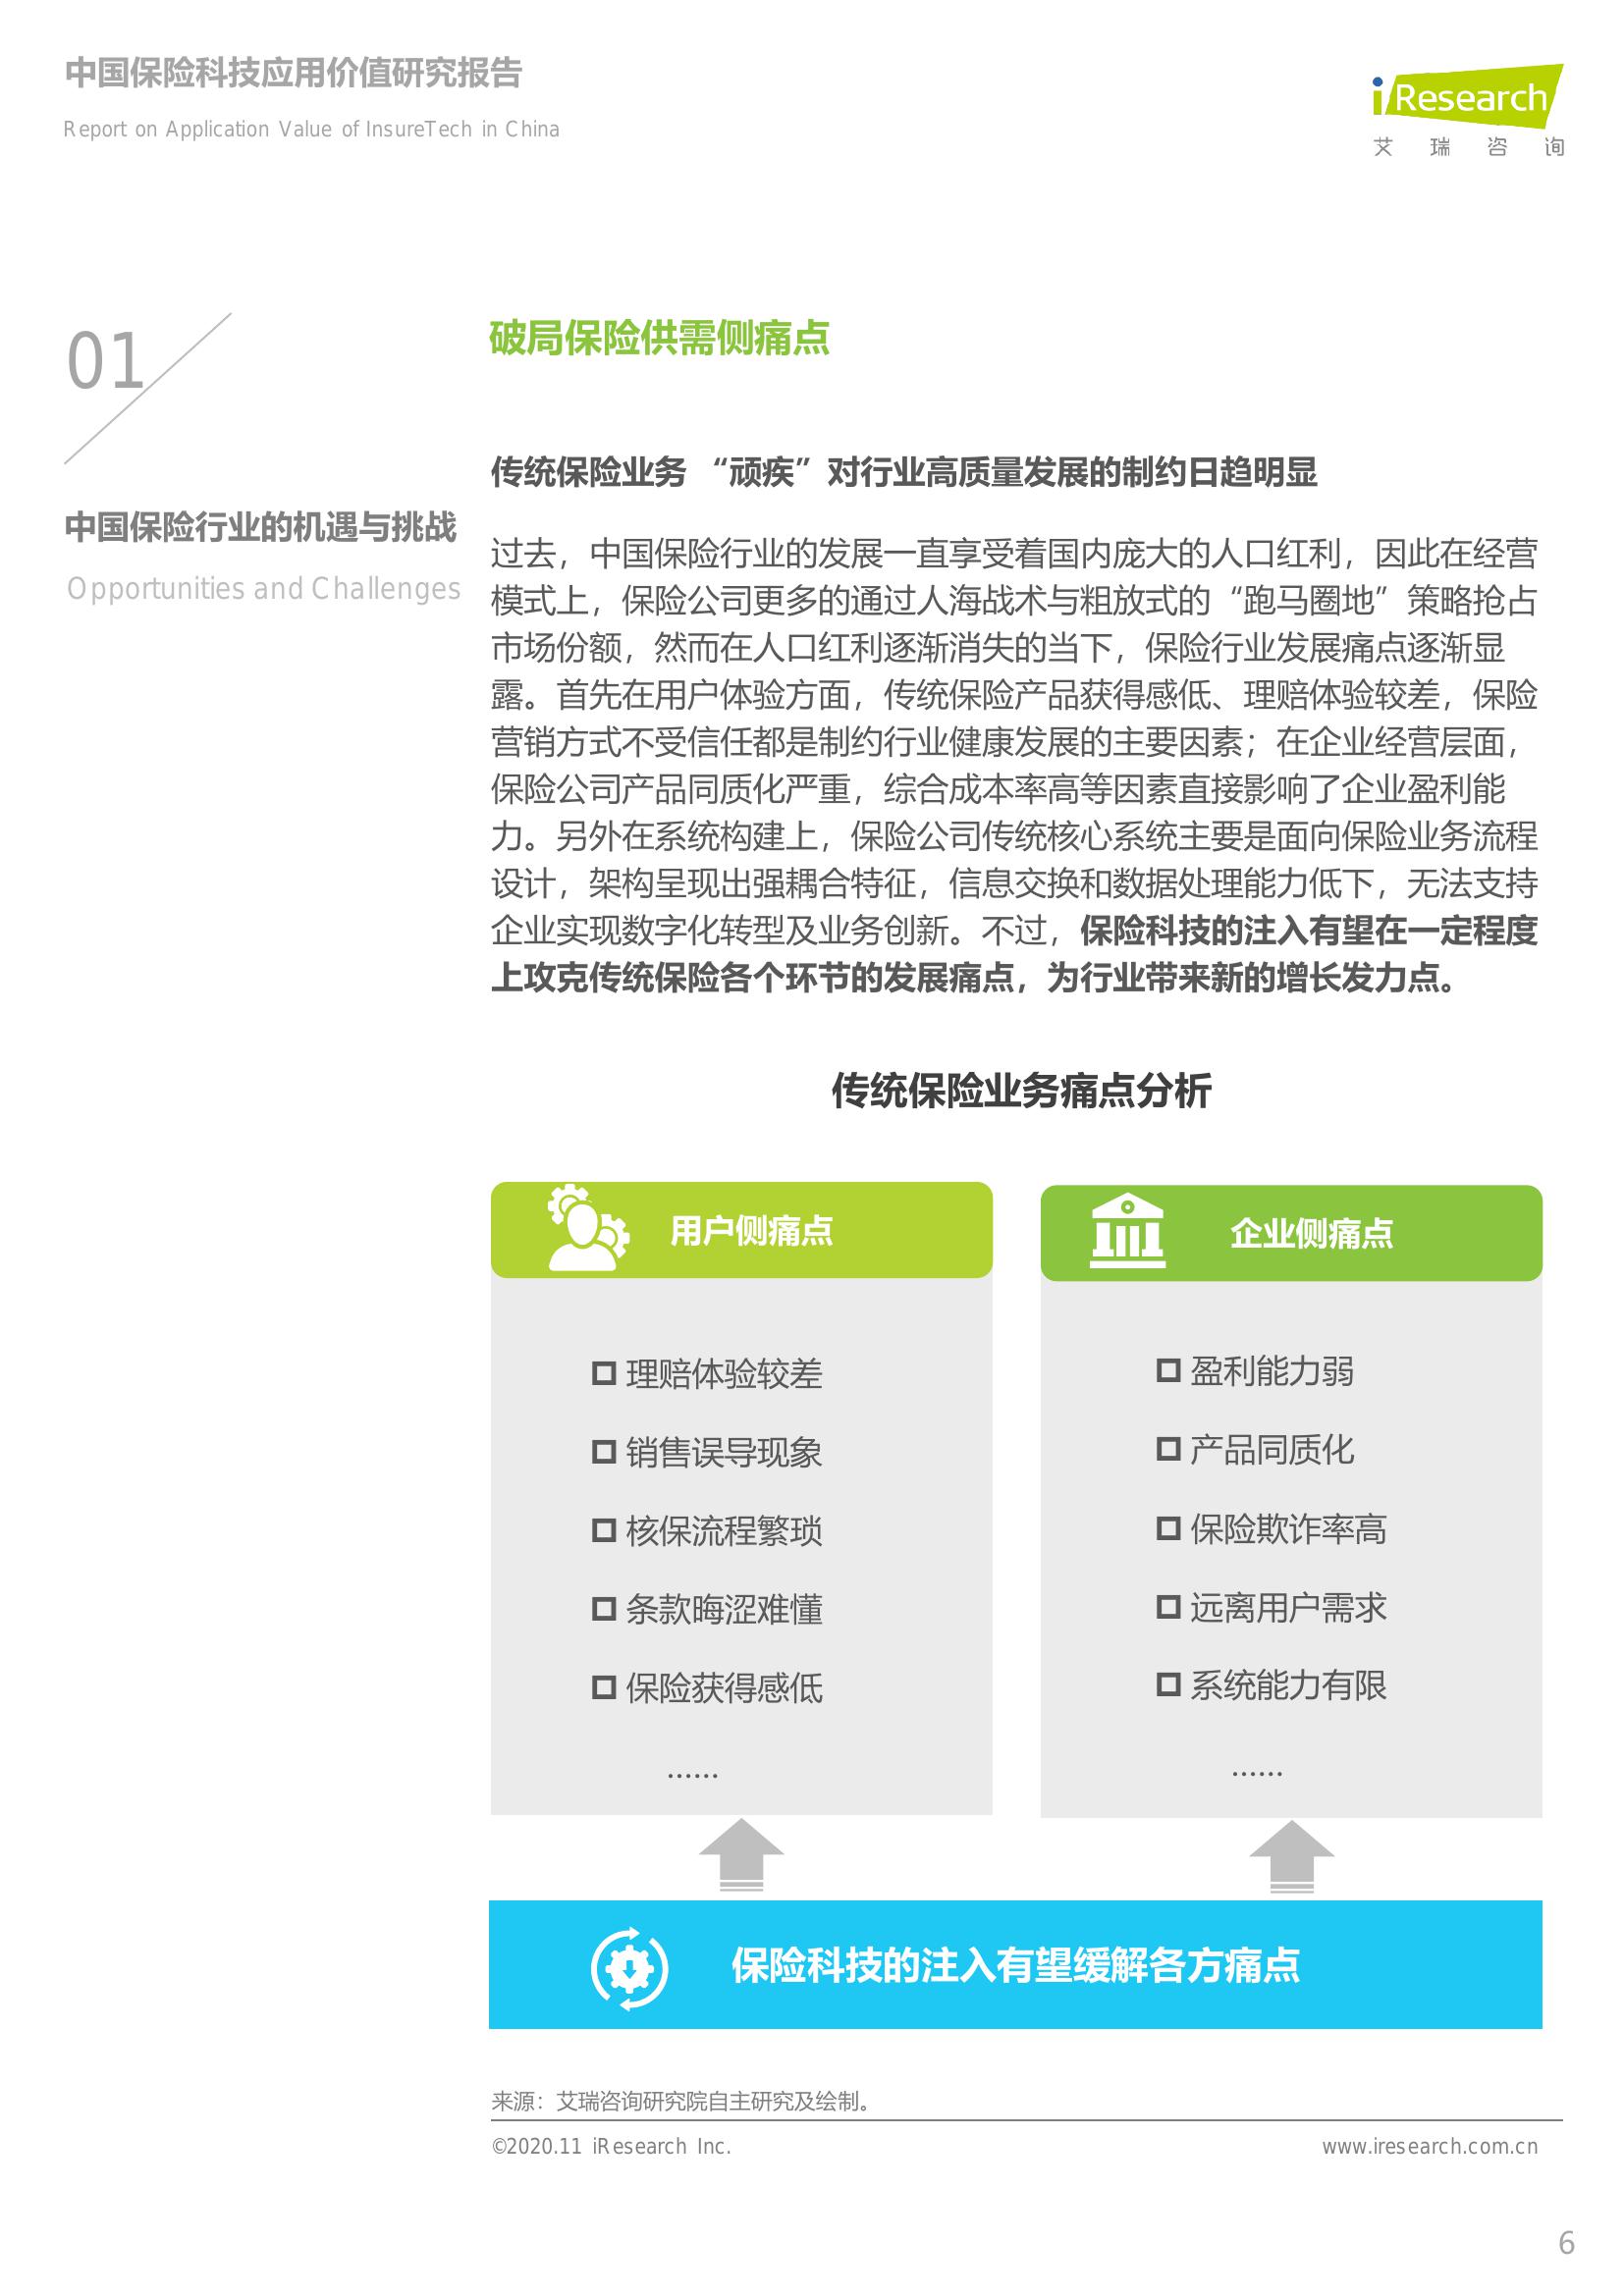 中国保险科技应用价值研究报告
Report on Application Value of InsureTech in China
iResearch
艾瑞咨询
01
中国保险行业的机遇与挑战
Opportunities and Challenges
破局保险供需侧痛点
传统保险业务 “顽疾”对行业高质量发展的制约日趋明显
过去，中国保险行业的发展一直享受着国内庞大的人口红利，因此在经营
模式上，保险公司更多的通过人海战术与粗放式的“跑马圈地”策略抢占
市场份额，然而在人口红利逐渐消失的当下，保险行业发展痛点逐渐显
露。首先在用户体验方面，传统保险产品获得感低、理赔体验较差，保险
营销方式不受信任都是制约行业健康发展的主要因素；在企业经营层面，
保险公司产品同质化严重，综合成本率高等因素直接影响了企业盈利能
力。另外在系统构建上，保险公司传统核心系统主要是面向保险业务流程
设计，架构呈现出强耦合特征，信息交换和数据处理能力低下，无法支持
企业实现数字化转型及业务创新。不过，保险科技的注入有望在一定程度
上攻克传统保险各个环节的发展痛点，为行业带来新的增长发力点。
传统保险业务痛点分析
用户侧痛点
理赔体验较差
销售误导现象
核保流程繁琐
条款晦涩难懂
保险获得感低
……
企业侧痛点
盈利能力弱
产品同质化
保险欺诈率高
远离用户需求
系统能力有限
……
保险科技的注入有望缓解各方痛点
来源：艾瑞咨询研究院自主研究及绘制。
©2020.11 iResearch Inc.
www.iresearch.com.cn
6